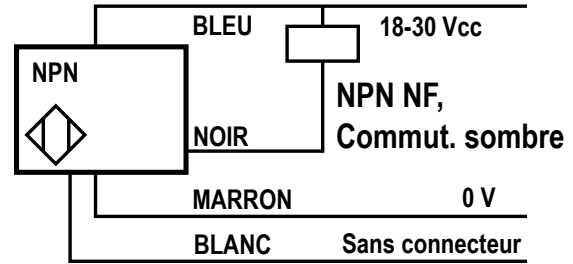 BLEU 18-30 Vcc
NPN
NPN NF,
NOIR Commut. sombre
MARRON 0 V
BLANC Sans connecteur